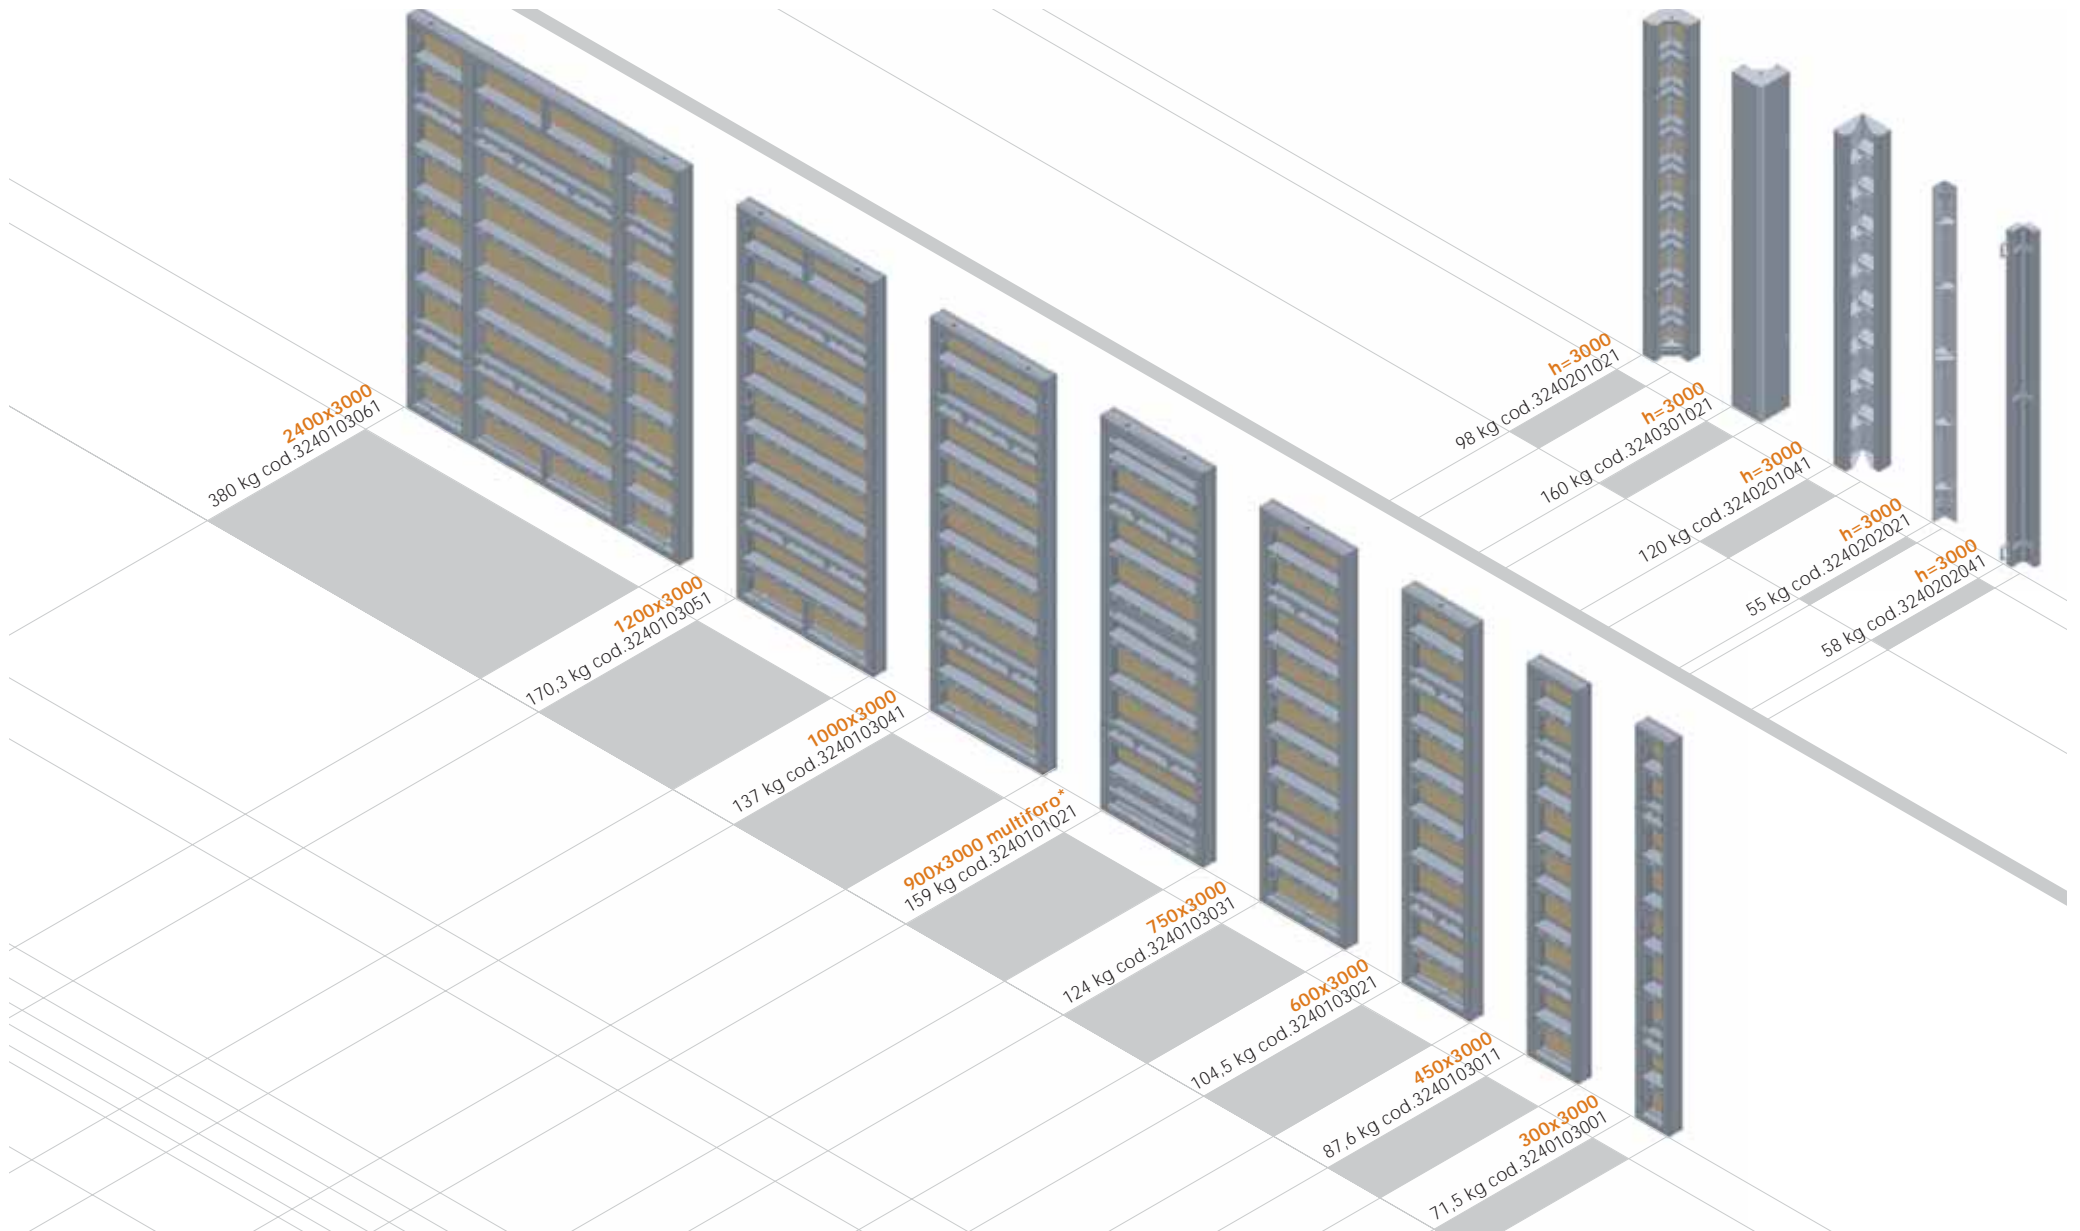 2400x3000
380 kg cod.3240103061
1200x3000
170,3 kg cod.3240103051
1000x3000
137 kg cod.3240103041
900x3000 multiforo*
159 kg cod.3240101021
750x3000
124 kg cod.3240103031
600x3000
104,5 kg cod.3240103021
450x3000
87,6 kg cod.3240103011
300x3000
71,5 kg cod.3240103001
h=3000
98 kg cod.3240201021
h=3000
160 kg cod.3240301021
h=3000
120 kg cod.3240201041
h=3000
55 kg cod.3240202021
h=3000
58 kg cod.3240202041